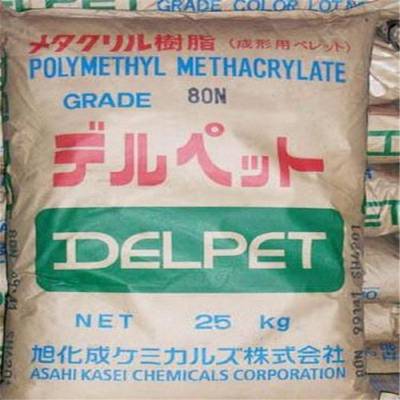 DELPET
GRADE COLOR LOT NO
メタクリル樹脂 (成形用ペレット)
POLYMETHYL METHACRYLATE
GRADE 80N
デルペット
DELPET
NET 25 kg
旭化成ケミカルズ株式会社
ASAHI KASEI CHEMICALS CORPORATION